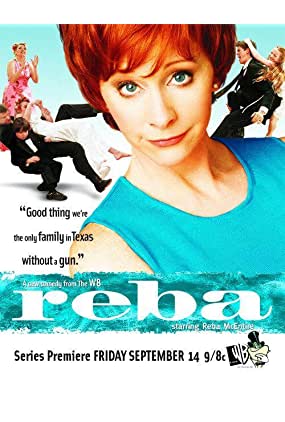 "Good thing we're
the only family in Texas
without a gun."
A new comedy from The WB
reba
starring Reba McEntire
Series Premiere FRIDAY SEPTEMBER 14 9/8c
WB